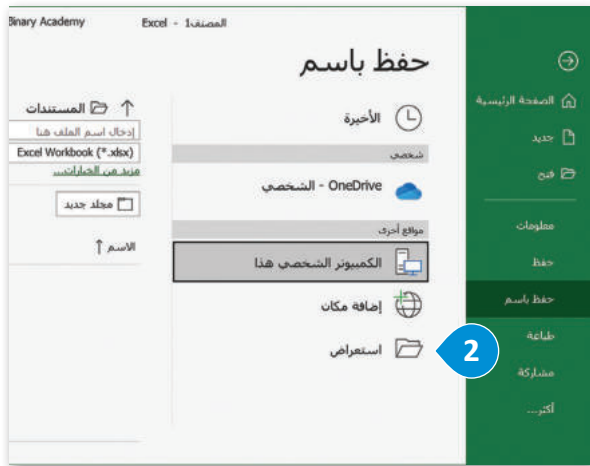 Binary Academy
المصنف1 - Excel
حفظ باسم
الصفحة الرئيسية
جديد
فتح
معلومات
حفظ
حفظ باسم
طباعة
مشاركة
أكثر...
الأخيرة
شخصي
OneDrive - الشخصي
مواقع أخرى
الكمبيوتر الشخصي هذا
إضافة مكان
استعراض
2
المستندات
إدخال اسم الملف هنا
Excel Workbook (*.xlsx)
مزيد من الخيارات...
مجلد جديد
الاسم ↑